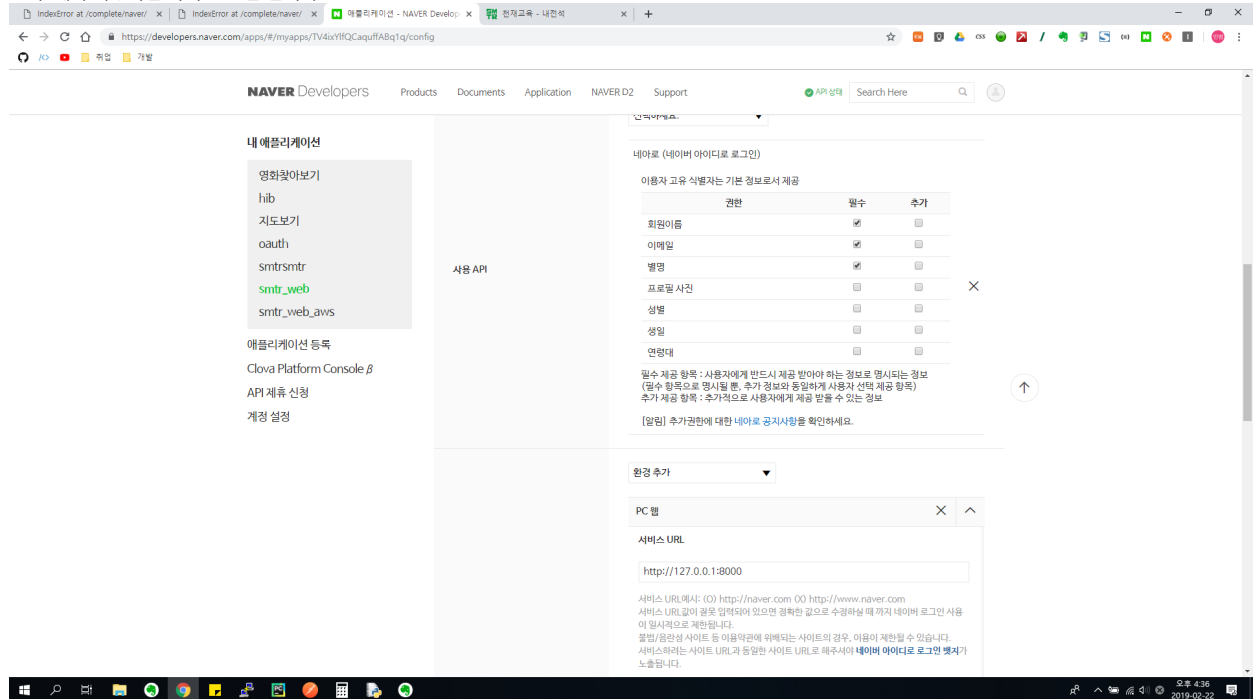 IndexError at /complete/naver/
IndexError at /complete/naver/
애플리케이션 - NAVER Develop
천재교육 - 내전석
https://developers.naver.com/apps/#/myapps/TV4ixYlfQCaquffABq1q/config
취업
개발
NAVER Developers
Products
Documents
Application
NAVER D2
Support
API 상태
Search Here
선택하세요.
내 애플리케이션
영화찾아보기
hib
지도보기
oauth
smtrsmtr
smtr_web
smtr_web_aws
애플리케이션 등록
Clova Platform Console β
API 제휴 신청
계정 설정
사용 API
네아로 (네이버 아이디로 로그인)
이용자 고유 식별자는 기본 정보로서 제공
권한 필수 추가
회원이름
이메일
별명
프로필 사진
성별
생일
연령대
필수 제공 항목 : 사용자에게 반드시 제공 받아야 하는 정보로 명시되는 정보
(필수 항목으로 명시될 뿐, 추가 정보와 동일하게 사용자 선택 제공 항목)
추가 제공 항목 : 추가적으로 사용자에게 제공 받을 수 있는 정보
[알림] 추가권한에 대한 네아로 공지사항을 확인하세요.
환경 추가
PC 웹
서비스 URL
http://127.0.0.1:8000
서비스 URL예시: (O) http://naver.com (X) http://www.naver.com
서비스 URL값이 잘못 입력되어 있으면 정확한 값으로 수정하실 때 까지 네이버 로그인 사용
이 일시적으로 제한됩니다.
불법/음란성 사이트 등 이용약관에 위배되는 사이트의 경우, 이용이 제한될 수 있습니다.
서비스하려는 사이트 URL과 동일한 사이트 URL로 해주셔야 네이버 아이디로 로그인 뱃지가
노출됩니다.
오후 4:36
2019-02-22